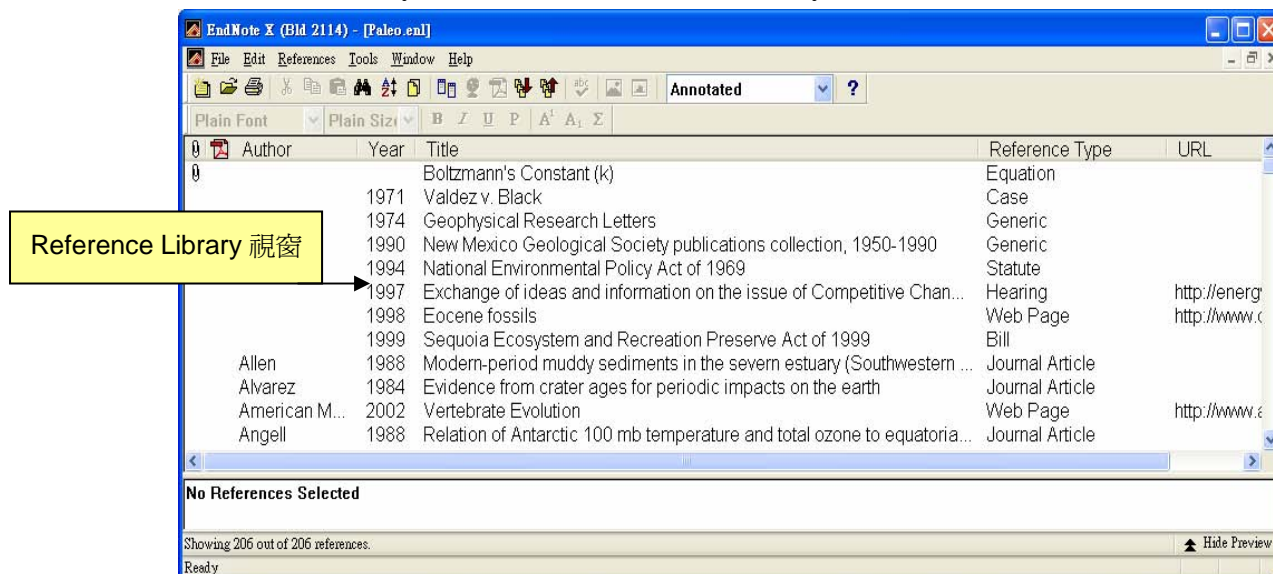 EndNote X (Bld 2114) - [Paleo.enl]
File Edit References Tools Window Help
Annotated ?
Plain Font Plain Size B I U P A¹ A₁ Σ
Author Year Title Reference Type URL
Boltzmann's Constant (k) Equation
1971 Valdez v. Black Case
1974 Geophysical Research Letters Generic
1990 New Mexico Geological Society publications collection, 1950-1990 Generic
1994 National Environmental Policy Act of 1969 Statute
1997 Exchange of ideas and information on the issue of Competitive Chan... Hearing http://energ
1998 Eocene fossils Web Page http://www.c
1999 Sequoia Ecosystem and Recreation Preserve Act of 1999 Bill
Allen 1988 Modern-period muddy sediments in the severn estuary (Southwestern ... Journal Article
Alvarez 1984 Evidence from crater ages for periodic impacts on the earth Journal Article
American M... 2002 Vertebrate Evolution Web Page http://www.a
Angell 1988 Relation of Antarctic 100 mb temperature and total ozone to equatoria... Journal Article
Reference Library 視窗
No References Selected
Showing 206 out of 206 references. Hide Preview
Ready